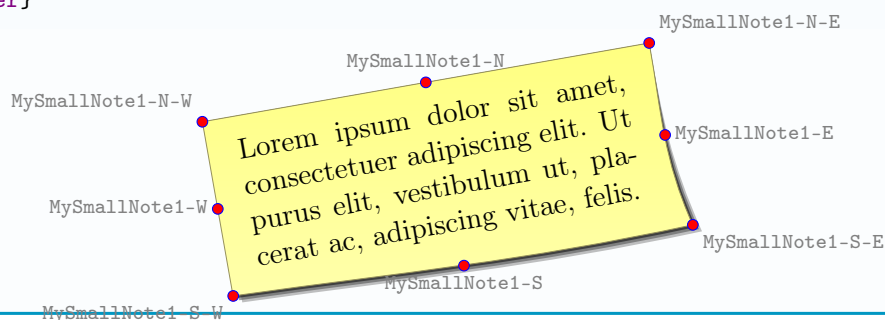 er}
MySmallNote1-N-E
MySmallNote1-N
MySmallNote1-N-W
Lorem ipsum dolor sit amet,
consectetuer adipiscing elit. Ut
purus elit, vestibulum ut, pla-
cerat ac, adipiscing vitae, felis.
MySmallNote1-E
MySmallNote1-W
MySmallNote1-S-E
MySmallNote1-S
MySmallNote1-S-W